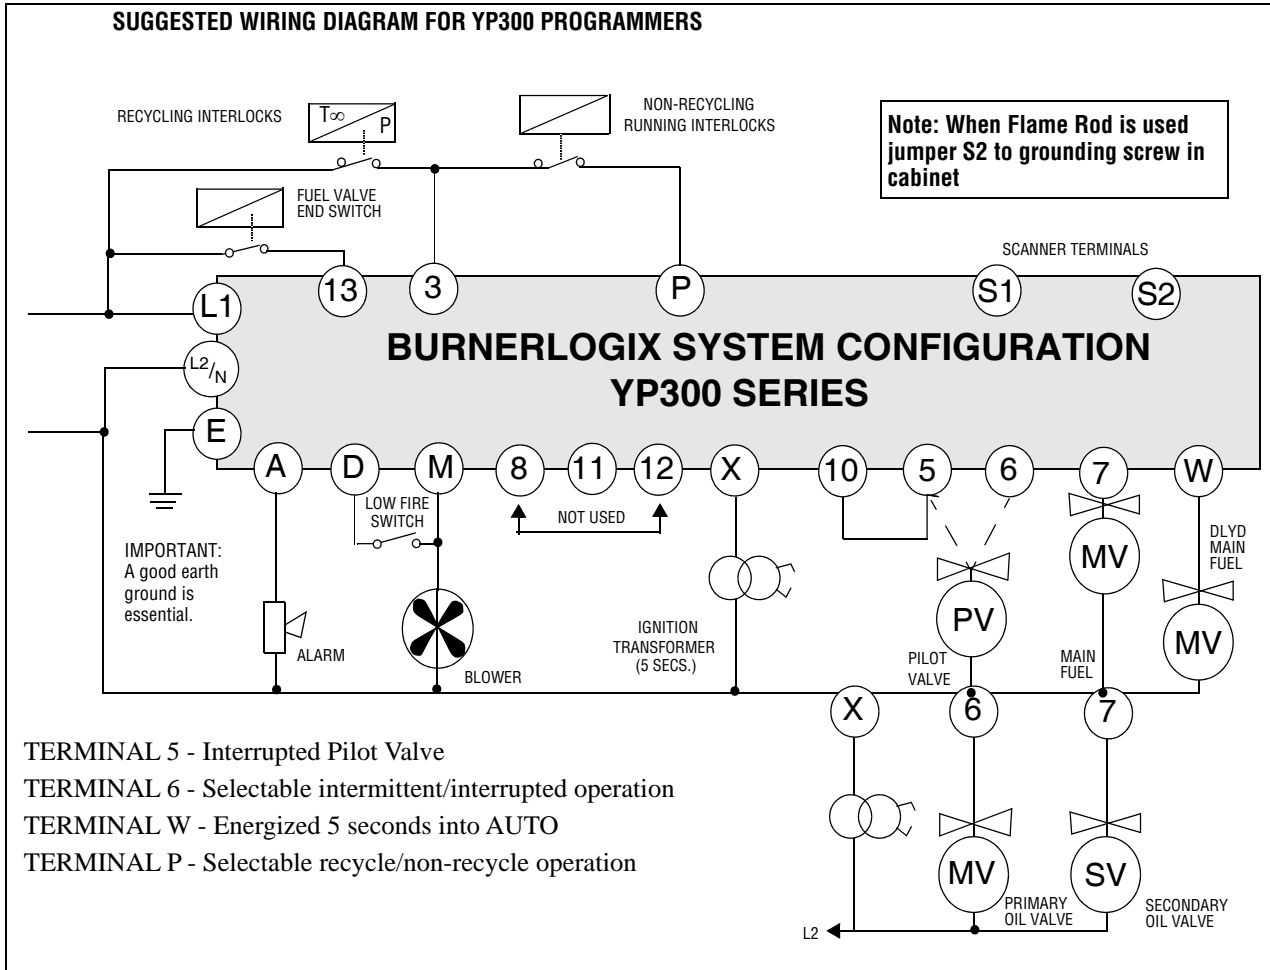 SUGGESTED WIRING DIAGRAM FOR YP300 PROGRAMMERS
RECYCLING INTERLOCKS
T∞
P
NON-RECYCLING
RUNNING INTERLOCKS
Note: When Flame Rod is used
jumper S2 to grounding screw in
cabinet
FUEL VALVE
END SWITCH
SCANNER TERMINALS
L1
13
3
P
S1
S2
L2/N
BURNERLOGIX SYSTEM CONFIGURATION
YP300 SERIES
E
A
D
M
8
11
12
X
10
5
6
7
W
LOW FIRE
SWITCH
NOT USED
IMPORTANT:
A good earth
ground is
essential.
DLYD
MAIN
FUEL
MV
PV
MV
ALARM
BLOWER
IGNITION
TRANSFORMER
(5 SECS.)
PILOT
VALVE
MAIN
FUEL
X
6
7
TERMINAL 5 - Interrupted Pilot Valve
TERMINAL 6 - Selectable intermittent/interrupted operation
TERMINAL W - Energized 5 seconds into AUTO
TERMINAL P - Selectable recycle/non-recycle operation
MV
SV
PRIMARY
OIL VALVE
SECONDARY
OIL VALVE
L2